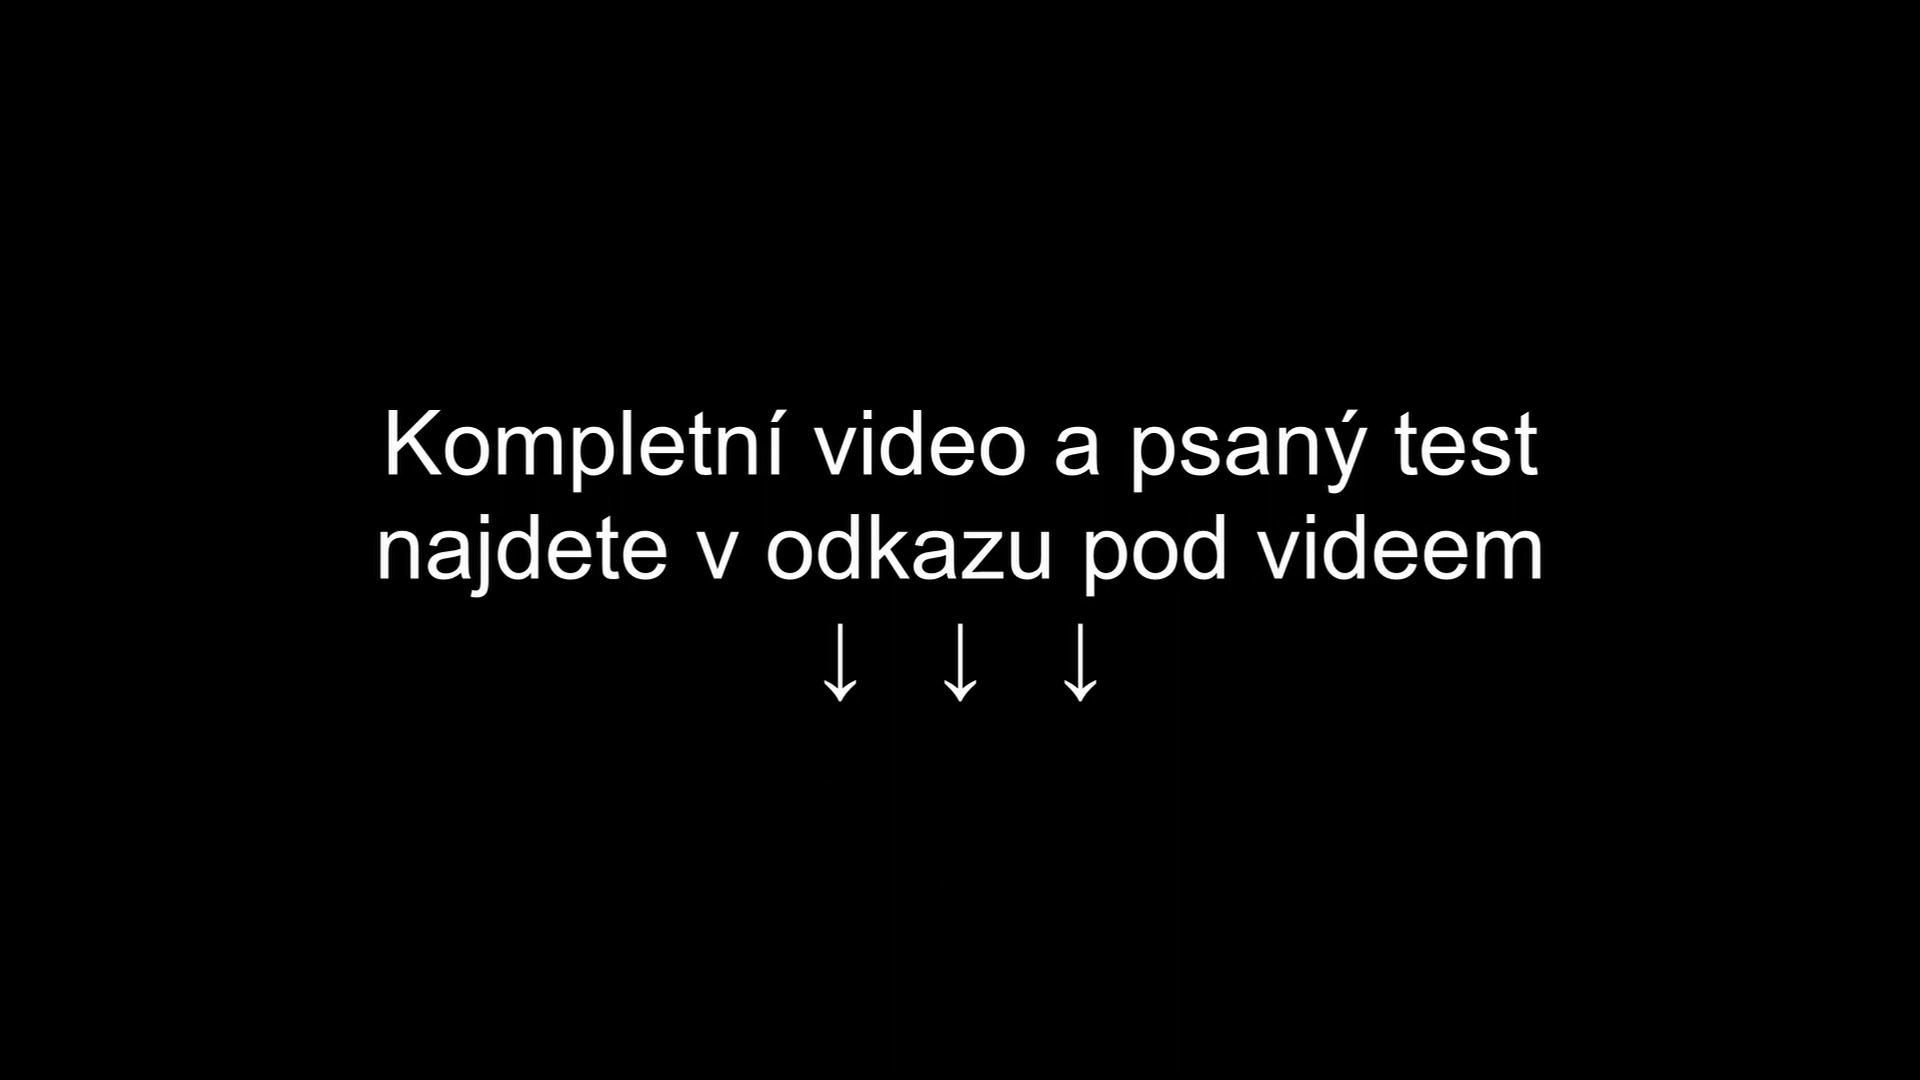 Kompletní video a psaný test
najdete v odkazu pod videem
↓ ↓ ↓